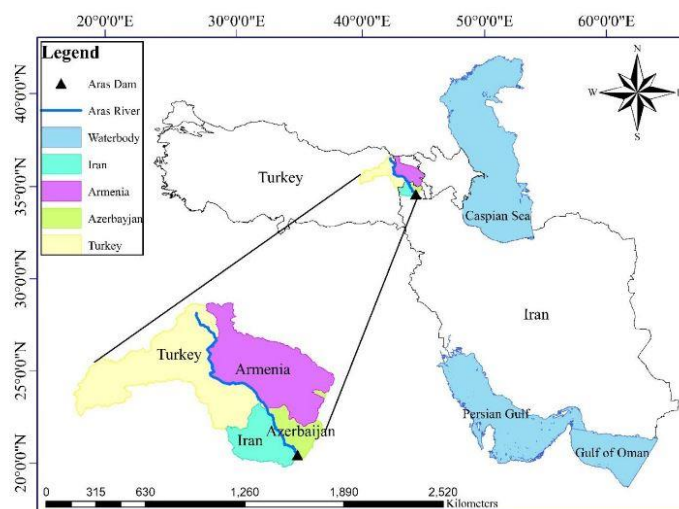 20°0'0"E 30°0'0"E 40°0'0"E 50°0'0"E 60°0'0"E
Legend
Aras Dam
Aras River
Waterbody
Iran
Armenia
Azerbayjan
Turkey
N
W
E
S
40°0'0"N
35°0'0"N
30°0'0"N
25°0'0"N
20°0'0"N
Turkey
Caspian Sea
Iran
Persian Gulf
Gulf of Oman
Turkey
Armenia
Azerbaijan
Iran
0 315 630 1,260 1,890 2,520
Kilometers